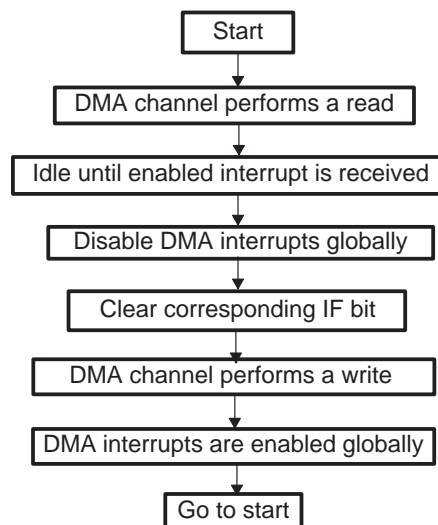 Start
DMA channel performs a read
Idle until enabled interrupt is received
Disable DMA interrupts globally
Clear corresponding IF bit
DMA channel performs a write
DMA interrupts are enabled globally
Go to start